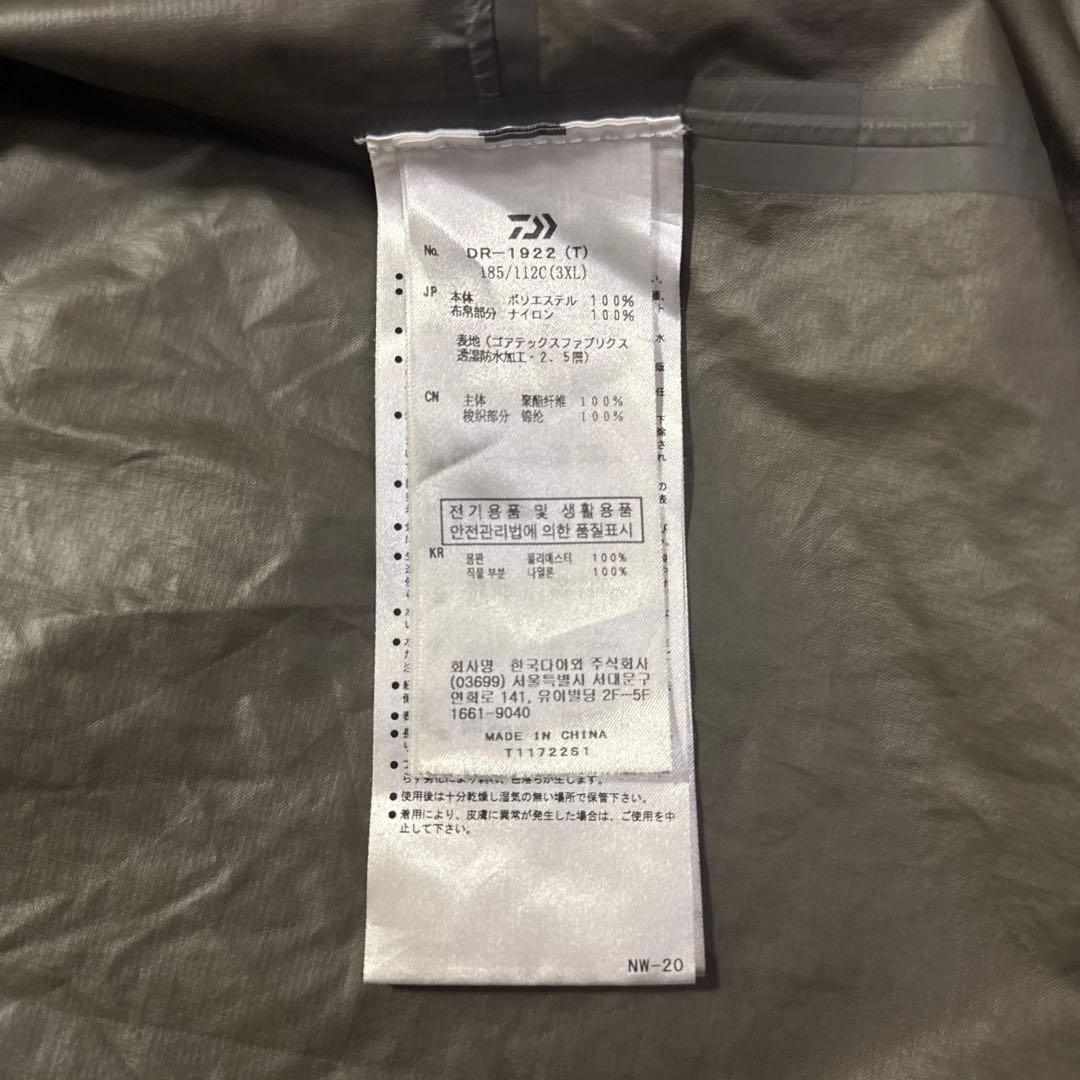 No. DR-1922 (T)
185/112C(3XL)
JP 本体 ポリエステル 100%
布帛部分 ナイロン 100%
表地(ゴアテックスファブリクス
透湿防水加工-2.5層)
CN 主体 聚酯纤维 100%
梭织部分 锦纶 100%
전기용품 및 생활용품
안전관리법에 의한 품질표시
KR 몸판 폴리에스터 100%
직물 부분 나일론 100%
회사명 한국다이와 주식회사
(03699) 서울특별시 서대문구
연희로 141, 유이빌딩 2F-5F
1661-9040
MADE IN CHINA
T11722S1
●使用後は十分乾燥し湿気の無い場所で保管下さい。
●着用により、皮膚に異常が発生した場合は、ご使用を中
止して下さい。
NW-20